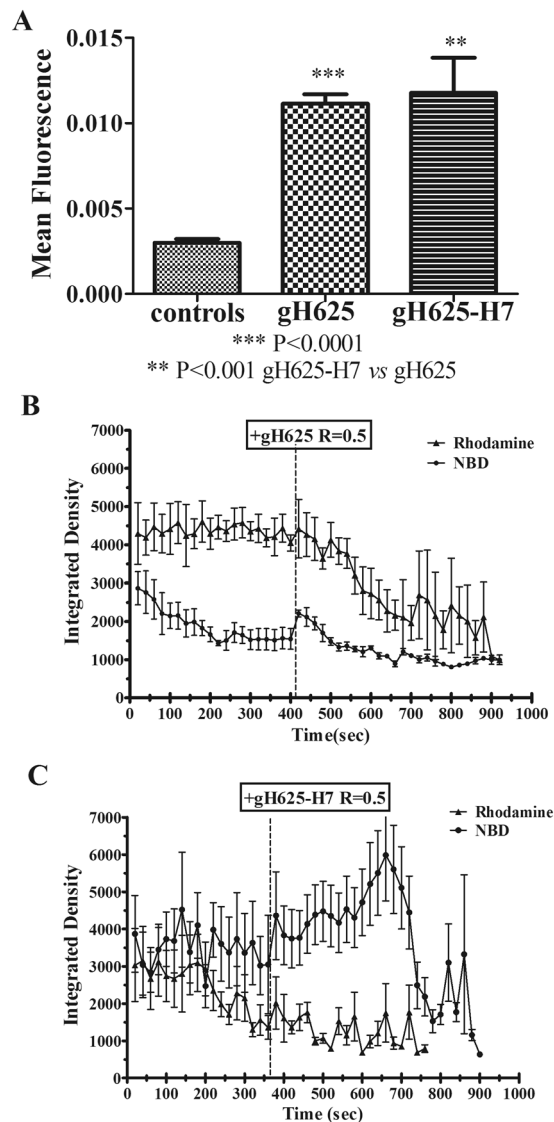 A
Mean Fluorescence
0.015
0.010
0.005
0.000
***
**
controls gH625 gH625-H7
*** P<0.0001
** P<0.001 gH625-H7 vs gH625
B
+gH625 R=0.5
Rhodamine
NBD
Integrated Density
7000
6000
5000
4000
3000
2000
1000
0
0 100 200 300 400 500 600 700 800 900 1000
Time(sec)
C
+gH625-H7 R=0.5
Rhodamine
NBD
Integrated Density
7000
6000
5000
4000
3000
2000
1000
0
0 100 200 300 400 500 600 700 800 900 1000
Time (sec)